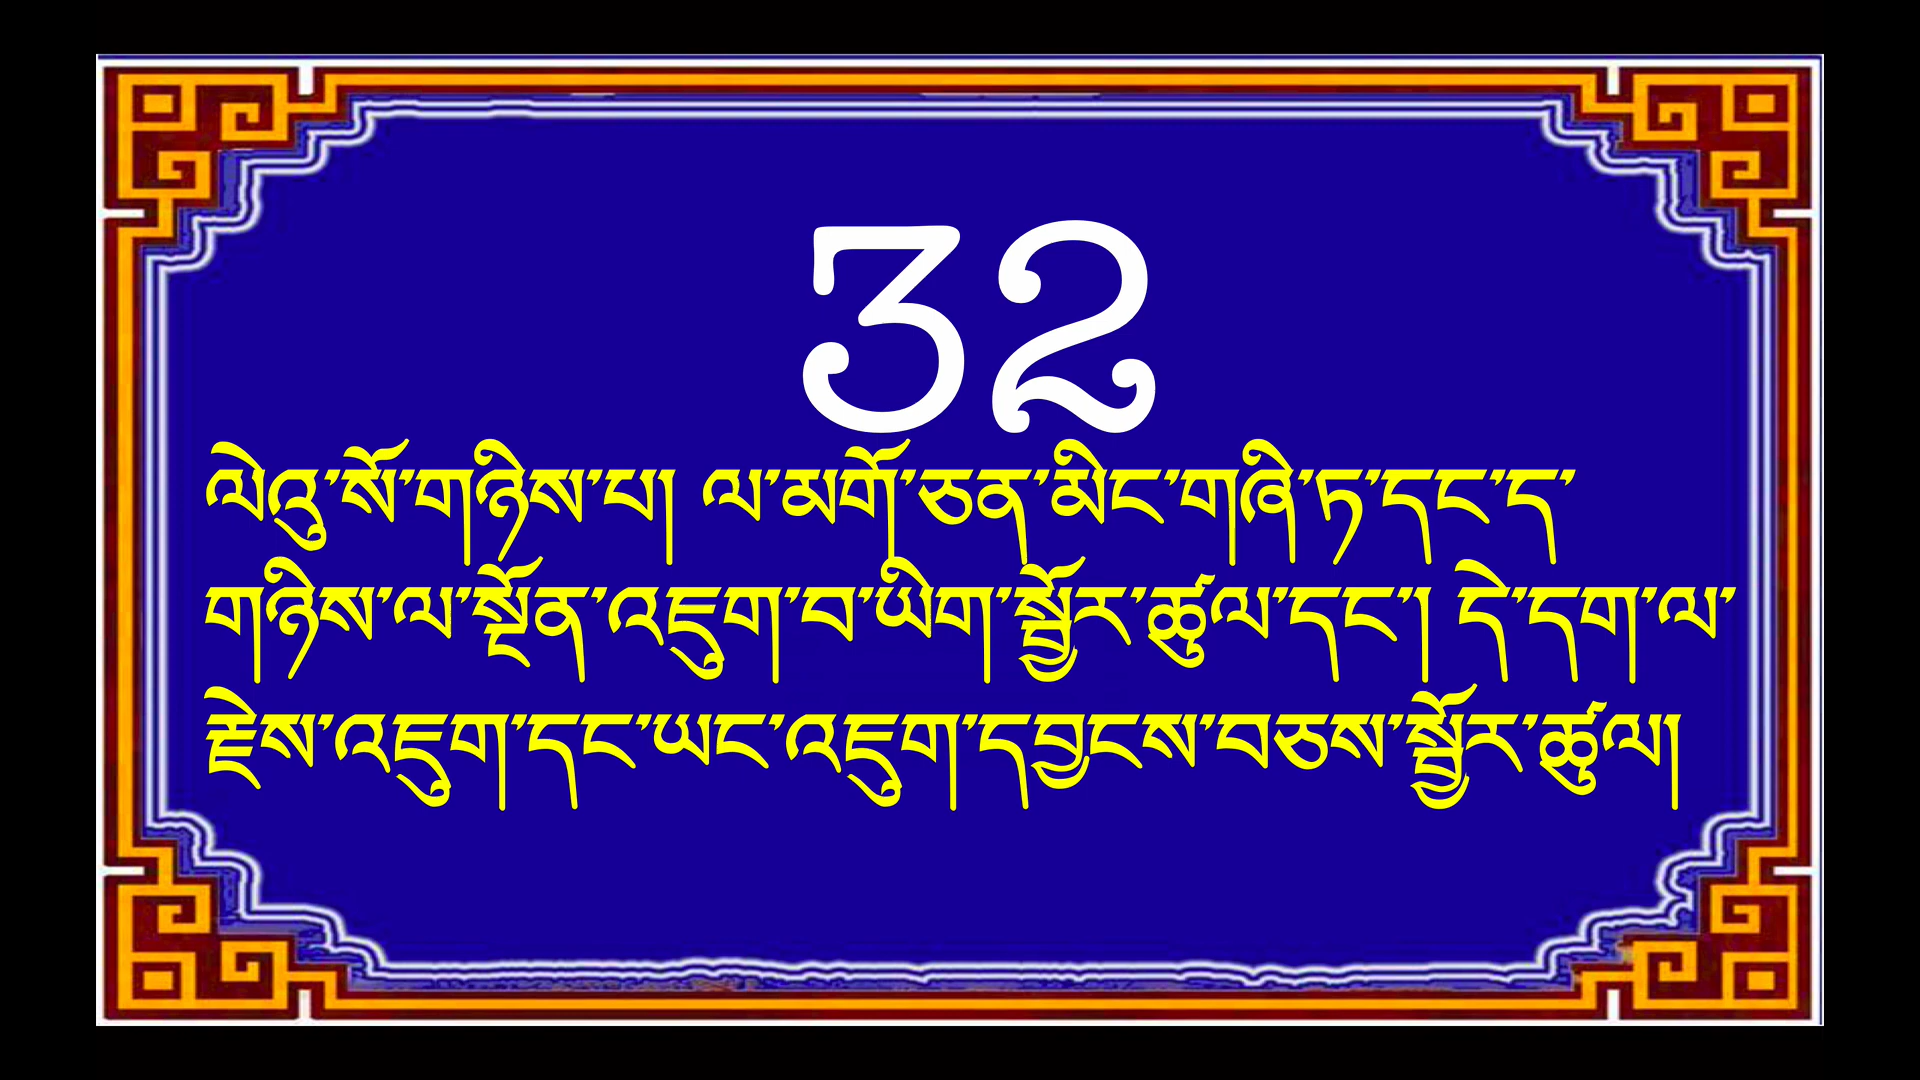 32
ལེའུ་སོ་གཉིས་པ། ལ་མགོ་ཅན་མིང་གཞི་ཏ་དང་ད་
གཉིས་ལ་སྔོན་འཇུག་བ་ཡིག་སྦྱོར་ཚུལ་དང་། དེ་དག་ལ་
རྗེས་འཇུག་དང་ཡང་འཇུག་དབྱངས་བཅས་སྦྱོར་ཚུལ།